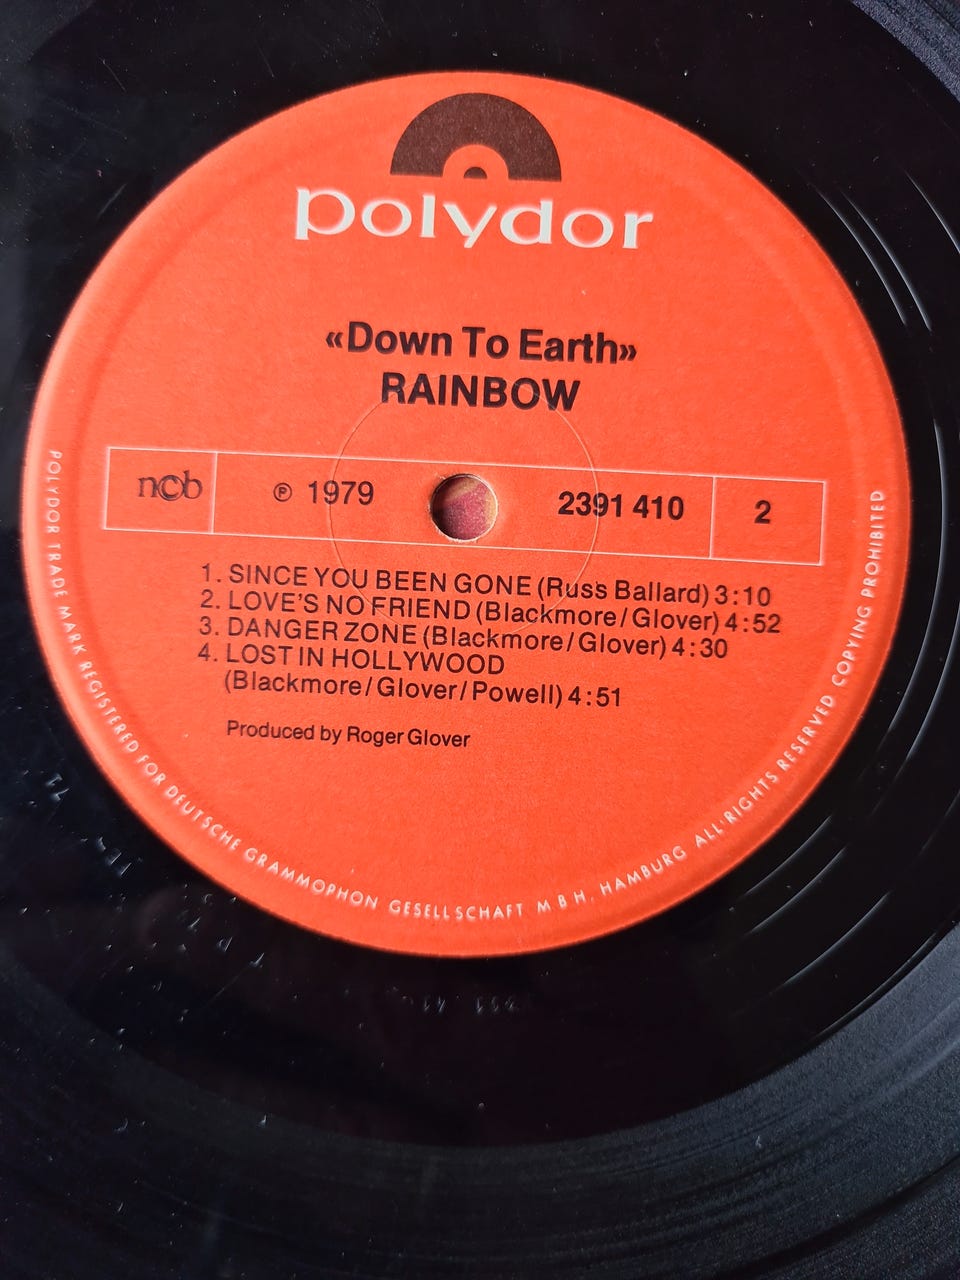 polydor
«Down To Earth»
RAINBOW
ncb ℗ 1979 2391 410 2
1. SINCE YOU BEEN GONE (Russ Ballard) 3:10
2. LOVE'S NO FRIEND (Blackmore/Glover) 4:52
3. DANGER ZONE (Blackmore/Glover) 4:30
4. LOST IN HOLLYWOOD
(Blackmore/Glover/Powell) 4:51
Produced by Roger Glover
POLYDOR TRADE MARK REGISTERED FOR DEUTSCHE GRAMMOPHON GESELLSCHAFT M B H, HAMBURG ALL RIGHTS RESERVED COPYING PROHIBITED